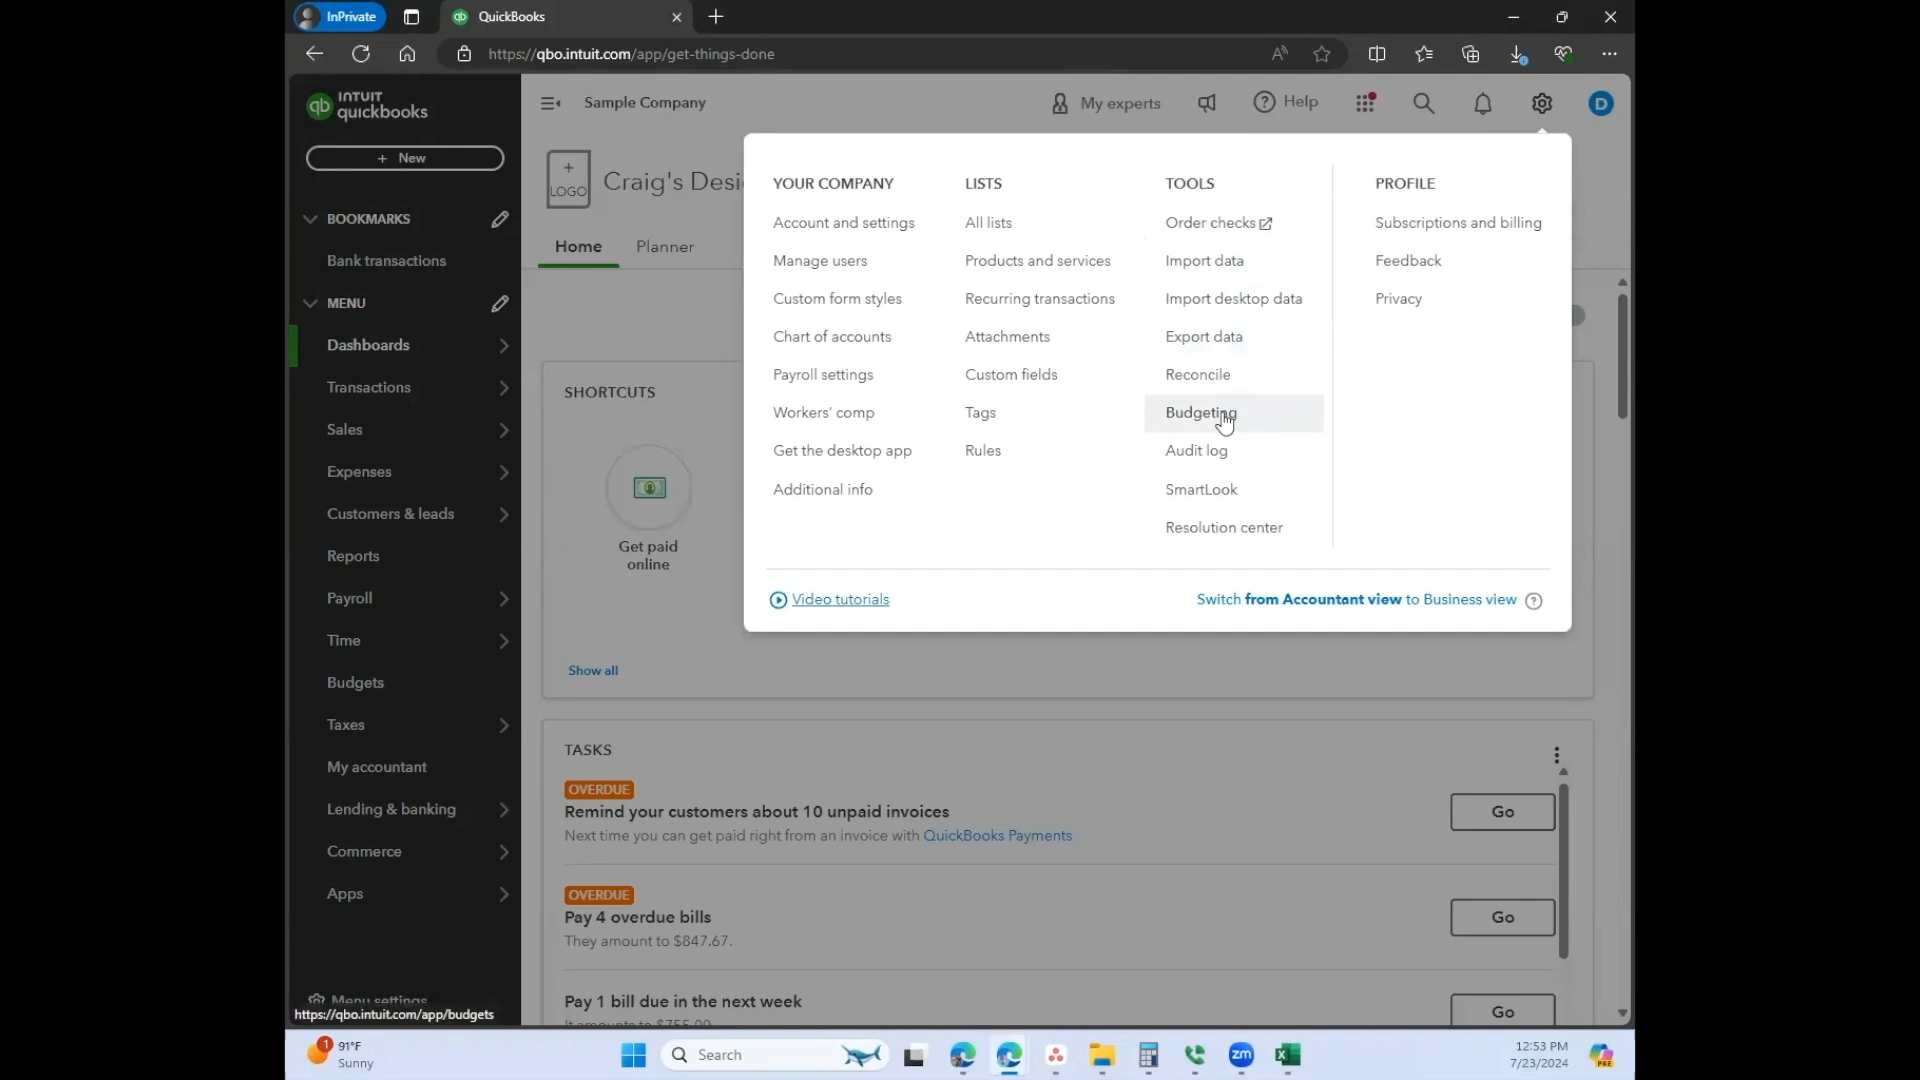 InPrivate
QuickBooks
https://qbo.intuit.com/app/get-things-done
INTUIT
quickbooks
+ New
BOOKMARKS
Bank transactions
MENU
Dashboards
Transactions
Sales
Expenses
Customers & leads
Reports
Payroll
Time
Budgets
Taxes
My accountant
Lending & banking
Commerce
Apps
Menu settings
https://qbo.intuit.com/app/budgets
Sample Company
My experts
Help
D
+
LOGO
Craig's Desi
Home
Planner
YOUR COMPANY
Account and settings
Manage users
Custom form styles
Chart of accounts
Payroll settings
Workers' comp
Get the desktop app
Additional info
LISTS
All lists
Products and services
Recurring transactions
Attachments
Custom fields
Tags
Rules
TOOLS
Order checks
Import data
Import desktop data
Export data
Reconcile
Budgeting
Audit log
SmartLook
Resolution center
PROFILE
Subscriptions and billing
Feedback
Privacy
Video tutorials
Switch from Accountant view to Business view
SHORTCUTS
Get paid
online
Show all
TASKS
OVERDUE
Remind your customers about 10 unpaid invoices
Next time you can get paid right from an invoice with QuickBooks Payments
Go
OVERDUE
Pay 4 overdue bills
They amount to $847.67.
Go
Pay 1 bill due in the next week
It amounts to $755.00
Go
1
91°F
Sunny
Search
zm
12:53 PM
7/23/2024
PRE